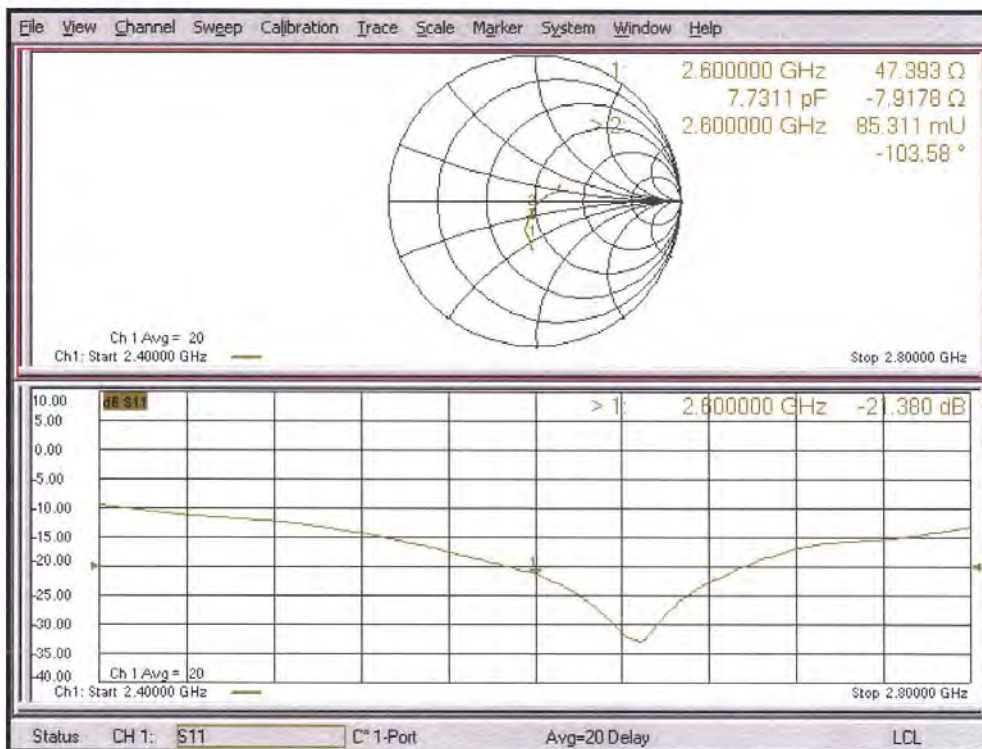 File View Channel Sweep Calibration Trace Scale Marker System Window Help
1: 2.600000 GHz 47.393 Ω
7.7311 pF -7.9178 Ω
> 2: 2.600000 GHz 85.311 mU
-103.58 °
1
Ch 1 Avg = 20
Ch1: Start 2.40000 GHz
Stop 2.80000 GHz
10.00
dB S11
> 1: 2.600000 GHz -21.380 dB
5.00
0.00
-5.00
-10.00
-15.00
-20.00
1
-25.00
-30.00
-35.00
-40.00
Ch 1 Avg = 20
Ch1: Start 2.40000 GHz
Stop 2.80000 GHz
Status CH 1: S11 C* 1-Port Avg=20 Delay LCL